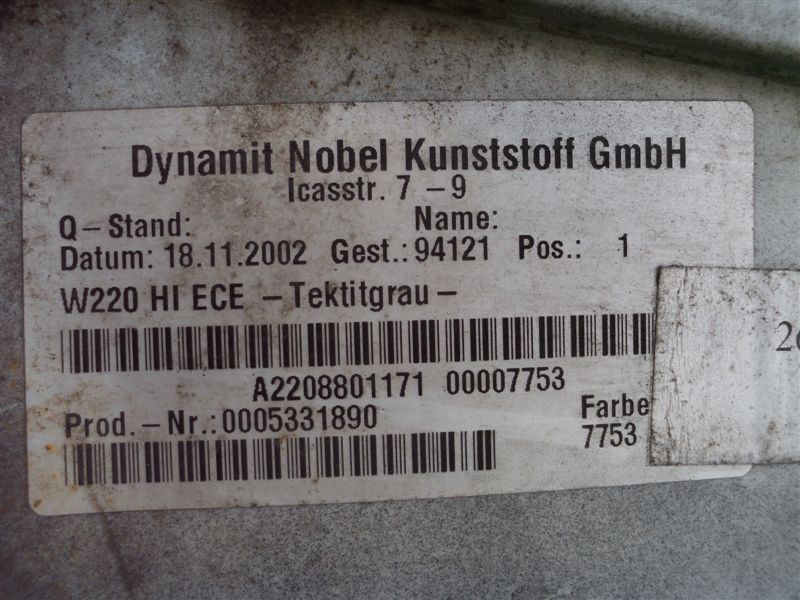 Dynamit Nobel Kunststoff GmbH
Icasstr. 7 – 9
Q – Stand: Name:
Datum: 18.11.2002 Gest.: 94121 Pos.: 1
W220 HI ECE – Tektitgrau –
A2208801171 00007753
Prod. – Nr.: 0005331890 Farbe
7753